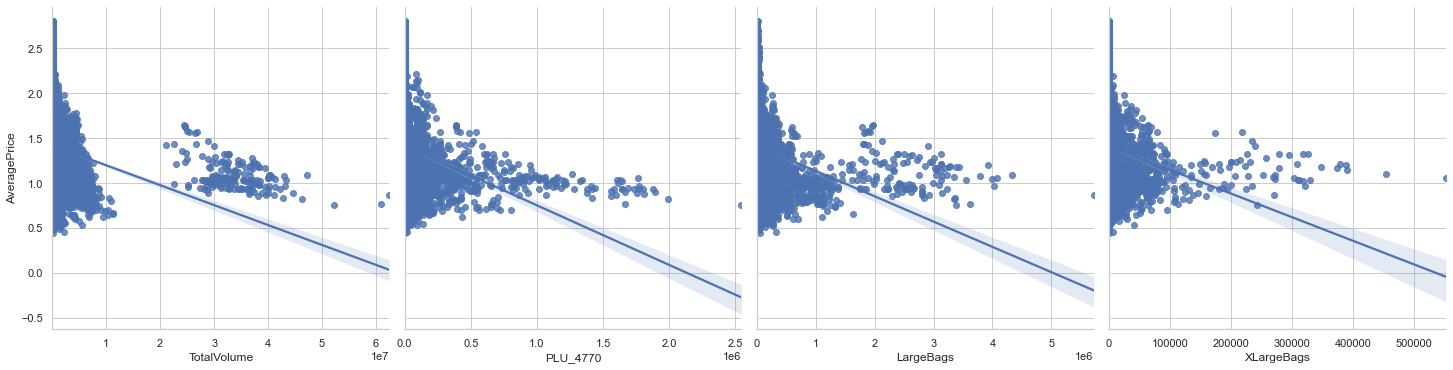 AveragePrice
2.5
2.0
1.5
1.0
0.5
0.0
−0.5
1 2 3 4 5 6
1e7
TotalVolume
0.0 0.5 1.0 1.5 2.0 2.5
1e6
PLU_4770
0 1 2 3 4 5
1e6
LargeBags
0 100000 200000 300000 400000 500000
XLargeBags